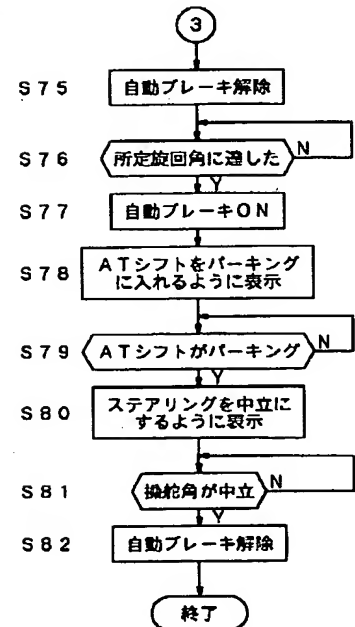 3
S75 自動ブレーキ解除
S76 所定旋回角に達した N
Y
S77 自動ブレーキON
S78 ATシフトをパーキング
に入れるように表示
S79 ATシフトがパーキング N
Y
S80 ステアリングを中立に
するように表示
S81 操舵角が中立 N
Y
S82 自動ブレーキ解除
終了